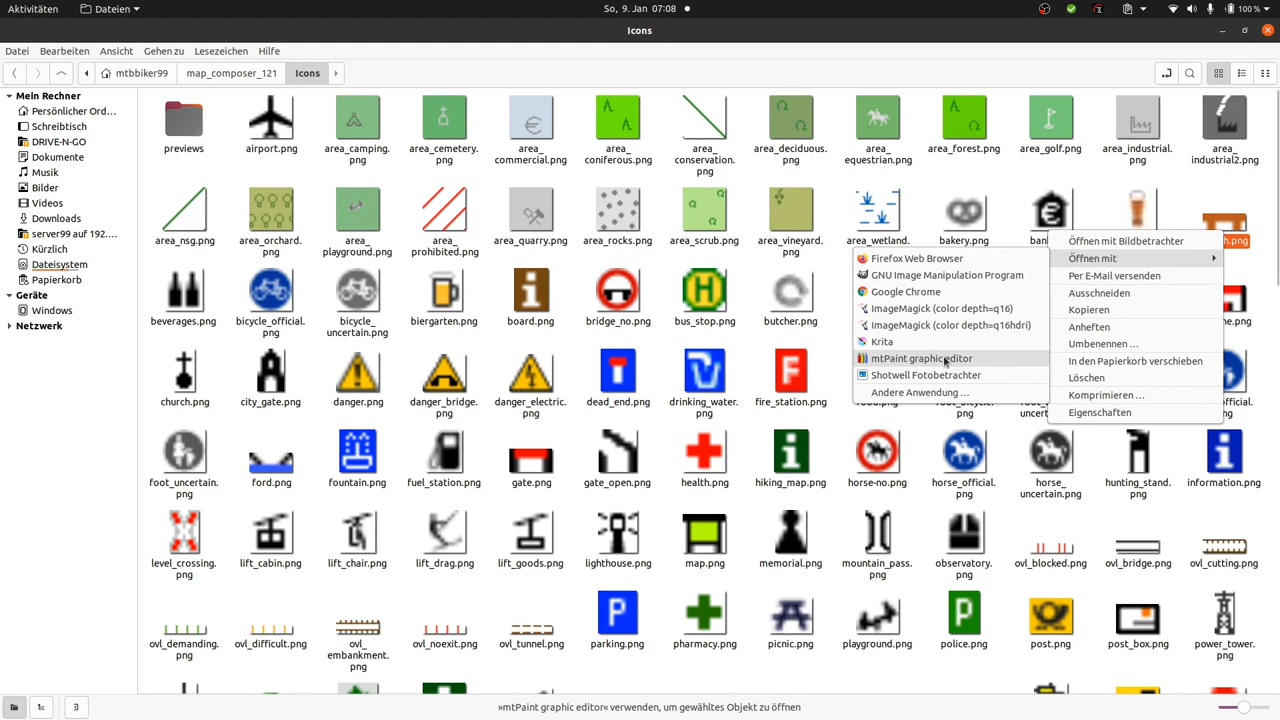 Aktivitäten
Dateien
So, 9. Jan 07:08
100 %
Icons
Datei Bearbeiten Ansicht Gehen zu Lesezeichen Hilfe
mtbbiker99 map_composer_121 Icons
Mein Rechner
Persönlicher Ord...
Schreibtisch
DRIVE-N-GO
Dokumente
Musik
Bilder
Videos
Downloads
server99 auf 192....
Kürzlich
Dateisystem
Papierkorb
Geräte
Windows
Netzwerk
previews
airport.png
area_camping.
png
area_cemetery.
png
area_
commercial.png
area_
coniferous.png
area_
conservation.
png
area_deciduous.
png
area_
equestrian.png
area_forest.png
area_golf.png
area_industrial.
png
area_
industrial2.png
area_nsg.png
area_orchard.
png
area_
playground.png
area_
prohibited.png
area_quarry.png
area_rocks.png
area_scrub.png
area_vineyard.
png
area_wetland.
bakery.png
Öffnen mit Bildbetrachter
Öffnen mit
Per E-Mail versenden
Ausschneiden
Kopieren
Anheften
Umbenennen ...
In den Papierkorb verschieben
Löschen
Komprimieren ...
Eigenschaften
Firefox Web Browser
GNU Image Manipulation Program
Google Chrome
ImageMagick (color depth=q16)
ImageMagick (color depth=q16hdri)
Krita
mtPaint graphic editor
Shotwell Fotobetrachter
Andere Anwendung ...
beverages.png
bicycle_official.
png
bicycle_
uncertain.png
biergarten.png
board.png
bridge_no.png
H
bus_stop.png
butcher.png
church.png
city_gate.png
danger.png
danger_bridge.
png
danger_electric.
png
dead_end.png
drinking_water.
png
F
fire_station.png
foot_uncertain.
png
ford.png
fountain.png
fuel_station.png
gate.png
gate_open.png
health.png
hiking_map.png
horse-no.png
horse_official.
png
horse_
uncertain.png
hunting_stand.
png
information.png
level_crossing.
png
lift_cabin.png
lift_chair.png
lift_drag.png
lift_goods.png
lighthouse.png
map.png
memorial.png
mountain_pass.
png
observatory.
png
ovl_blocked.png
ovl_bridge.png
ovl_cutting.png
ovl_demanding.
png
ovl_difficult.png
ovl_
embankment.
png
ovl_noexit.png
ovl_tunnel.png
P
parking.png
pharmacy.png
picnic.png
playground.png
P
police.png
post.png
post_box.png
power_tower.
png
»mtPaint graphic editor« verwenden, um gewähltes Objekt zu öffnen